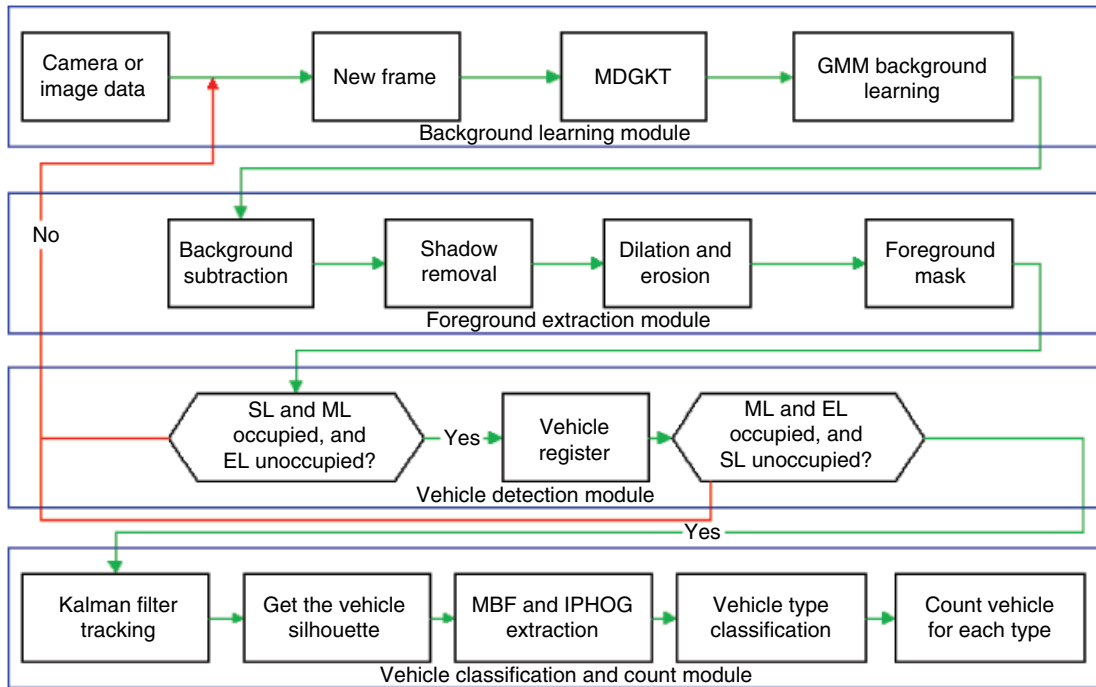 Camera or
image data
New frame
MDGKT
GMM background
learning
Background learning module
No
Background
subtraction
Shadow
removal
Dilation and
erosion
Foreground
mask
Foreground extraction module
SL and ML
occupied, and
EL unoccupied?
Yes
Vehicle
register
ML and EL
occupied, and
SL unoccupied?
Vehicle detection module
Yes
Kalman filter
tracking
Get the vehicle
silhouette
MBF and IPHOG
extraction
Vehicle type
classification
Count vehicle
for each type
Vehicle classification and count module